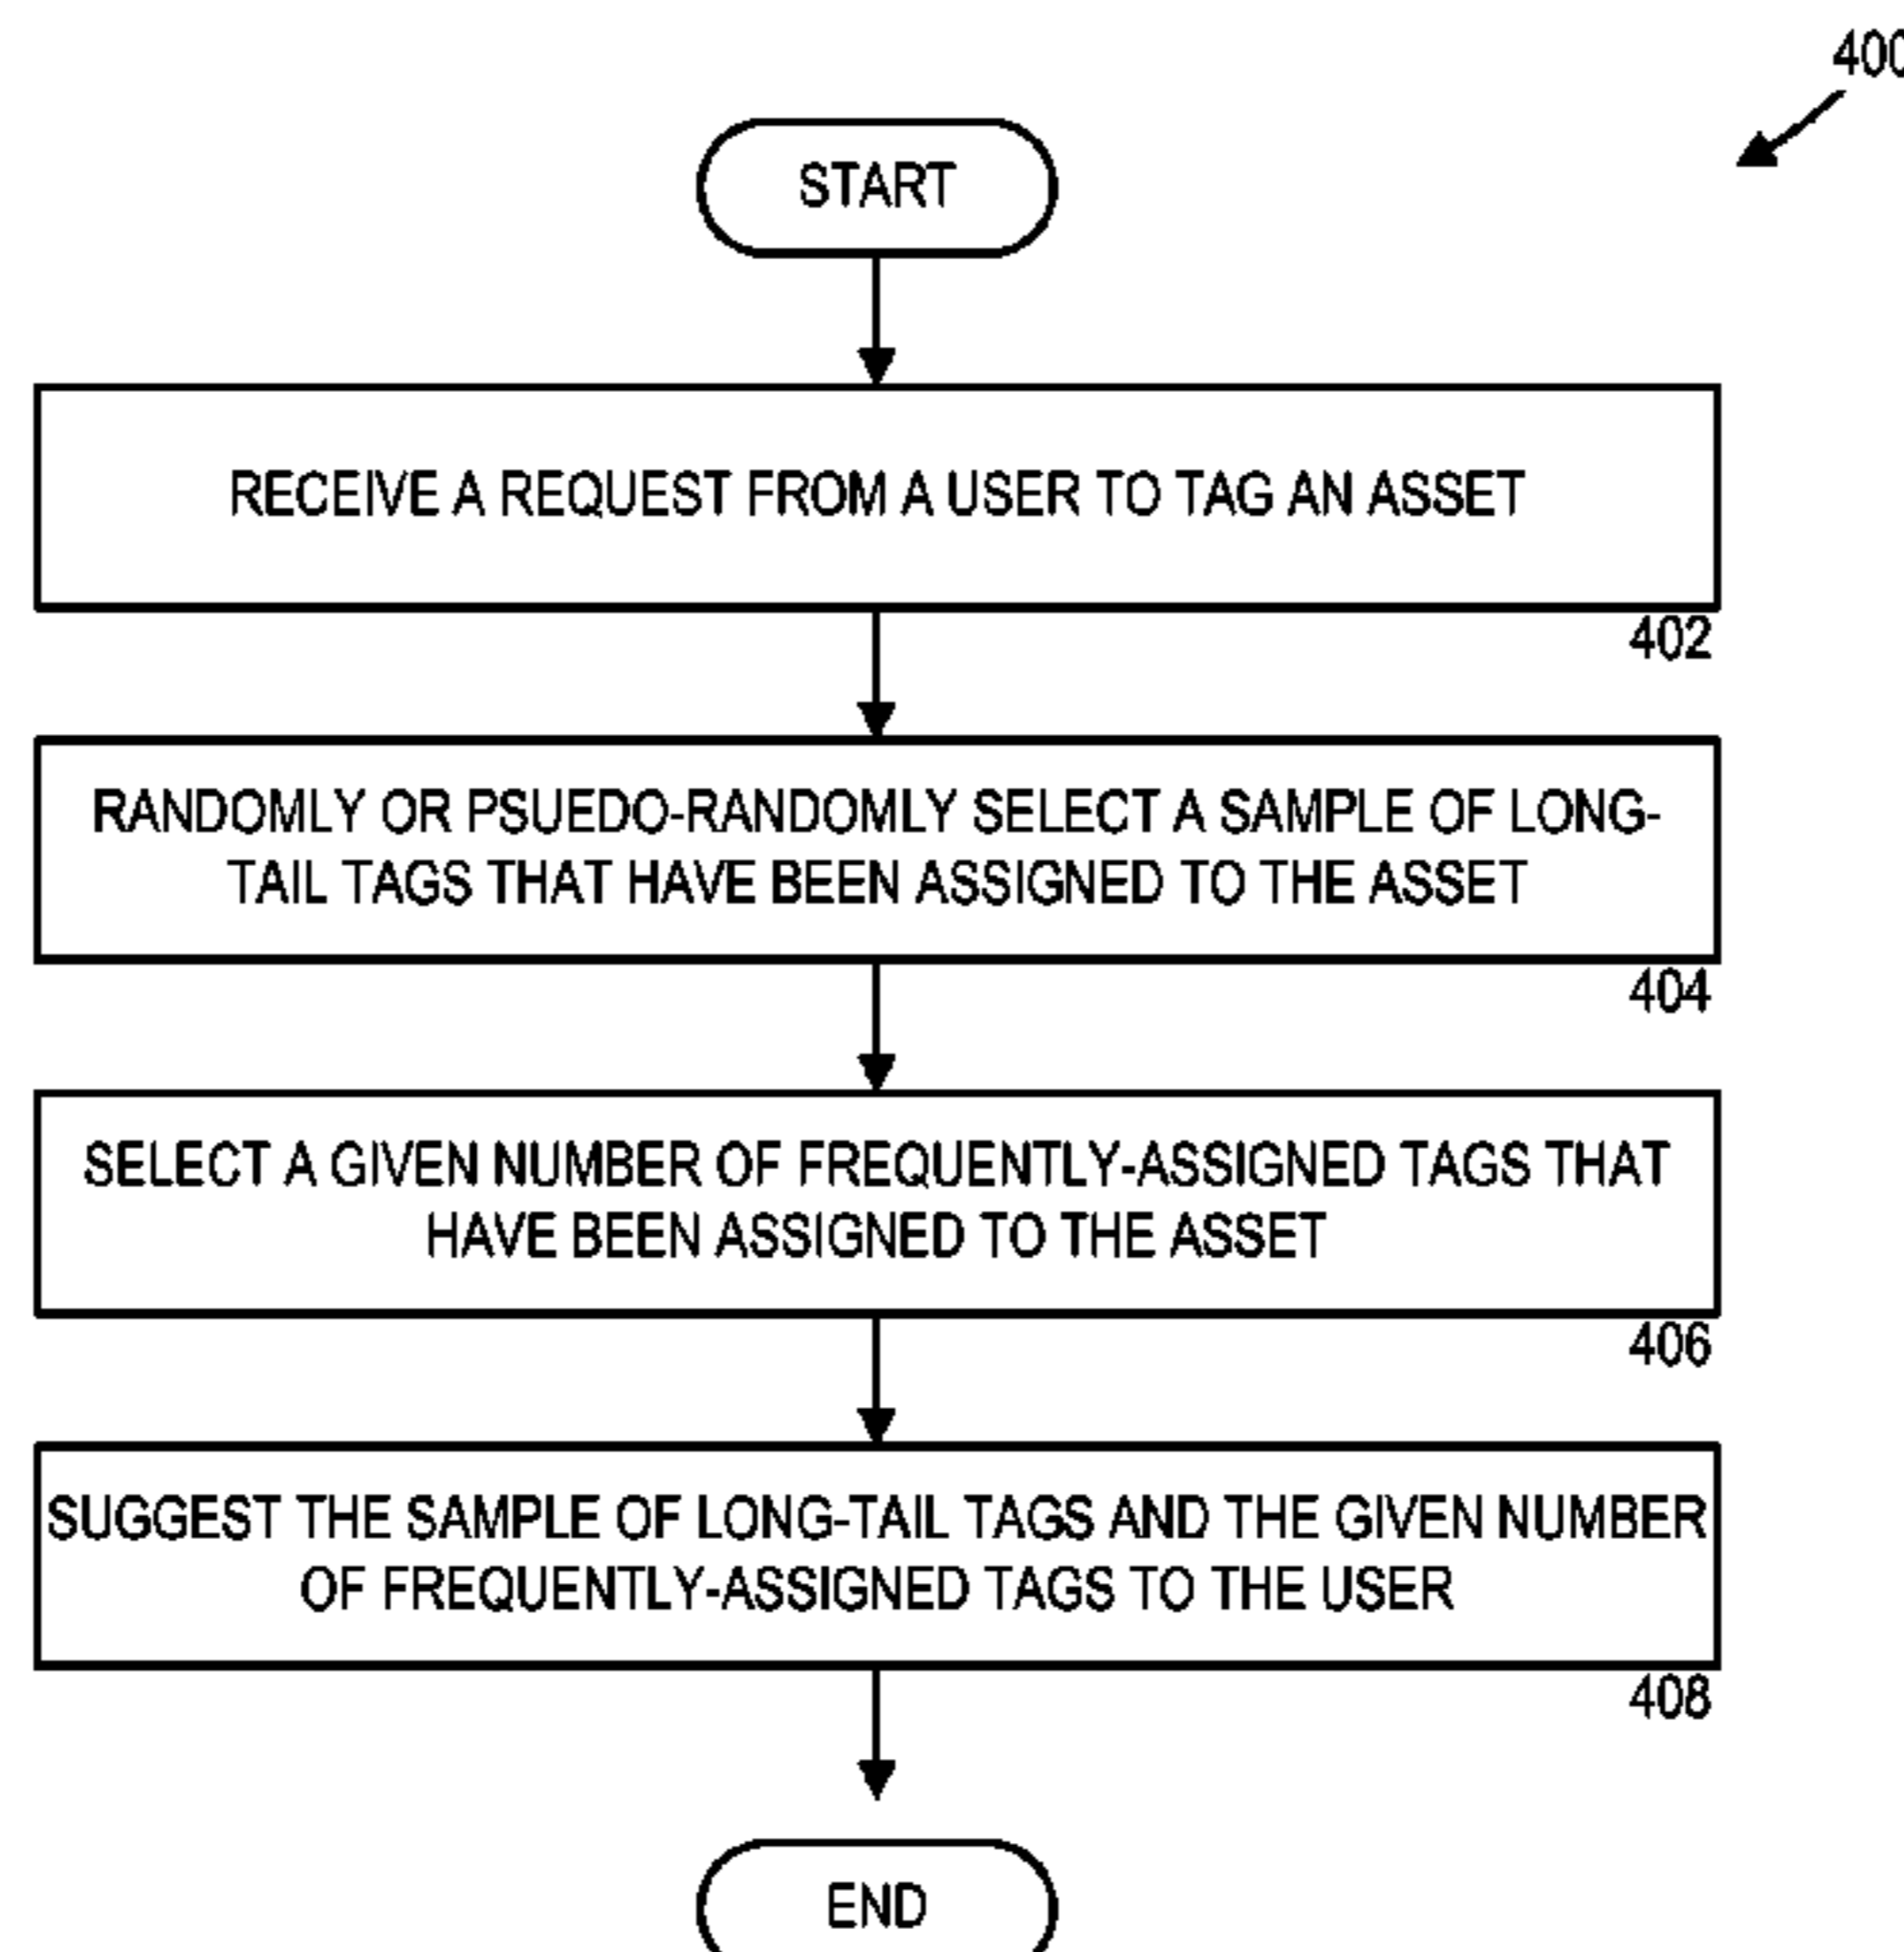 400
START
RECEIVE A REQUEST FROM A USER TO TAG AN ASSET
402
RANDOMLY OR PSUEDO-RANDOMLY SELECT A SAMPLE OF LONG-
TAIL TAGS THAT HAVE BEEN ASSIGNED TO THE ASSET
404
SELECT A GIVEN NUMBER OF FREQUENTLY-ASSIGNED TAGS THAT
HAVE BEEN ASSIGNED TO THE ASSET
406
SUGGEST THE SAMPLE OF LONG-TAIL TAGS AND THE GIVEN NUMBER
OF FREQUENTLY-ASSIGNED TAGS TO THE USER
408
END